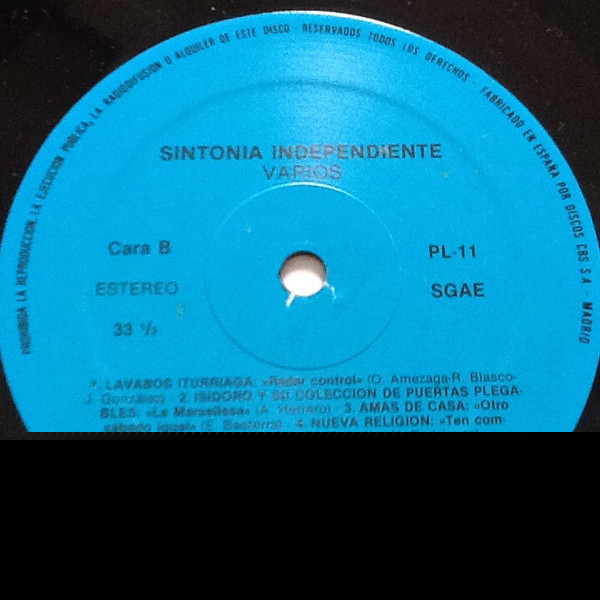 PROHIBIDA LA REPRODUCCION, LA EJECUCION PUBLICA, LA RADIODIFUSION O ALQUILER DE ESTE DISCO - RESERVADOS TODOS LOS DERECHOS - FABRICADO EN ESPAÑA POR DISCOS CBS S.A. - MADRID
SINTONIA INDEPENDIENTE
VARIOS
Cara B
PL-11
ESTEREO
SGAE
33 1/3
1. LAVABOS ITURRIAGA: «Radar control» (O. Amezaga-R. Blasco-
J. González) - 2. ISIDORO Y SU COLECCION DE PUERTAS PLEGA-
BLES: «La Marsellesa» (A. Herrero) - 3. AMAS DE CASA: «Otro
sábado igual» (E. Basterra) - 4. NUEVA RELIGION: «Ten com-